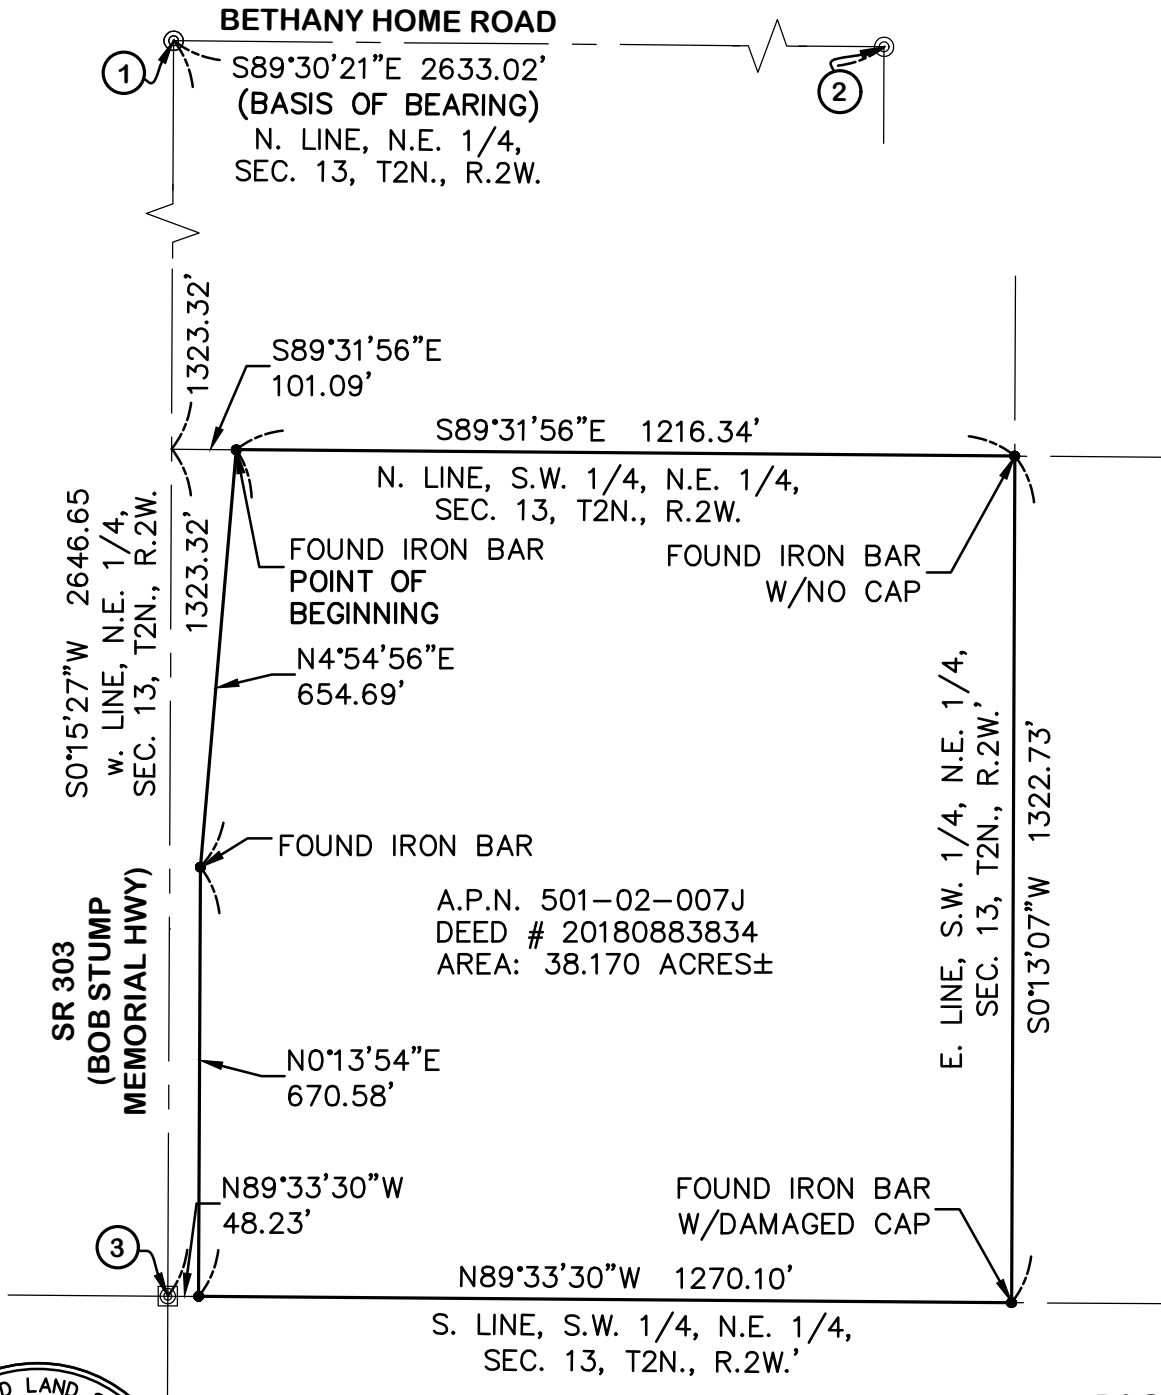 BETHANY HOME ROAD
1
S89°30'21"E 2633.02'
(BASIS OF BEARING)
N. LINE, N.E. 1/4,
SEC. 13, T2N., R.2W.
2
1323.32'
S89°31'56"E
101.09'
S89°31'56"E 1216.34'
N. LINE, S.W. 1/4, N.E. 1/4,
SEC. 13, T2N., R.2W.
S0°15'27"W 2646.65
w. LINE, N.E. 1/4,
SEC. 13, T2N., R.2W.
1323.32'
FOUND IRON BAR
POINT OF
BEGINNING
FOUND IRON BAR
W/NO CAP
N4°54'56"E
654.69'
FOUND IRON BAR
A.P.N. 501-02-007J
DEED # 20180883834
AREA: 38.170 ACRES±
E. LINE, S.W. 1/4, N.E. 1/4,
SEC. 13, T2N., R.2W.'
S0°13'07"W 1322.73'
SR 303
(BOB STUMP
MEMORIAL HWY)
N0°13'54"E
670.58'
N89°33'30"W
48.23'
FOUND IRON BAR
W/DAMAGED CAP
3
N89°33'30"W 1270.10'
S. LINE, S.W. 1/4, N.E. 1/4,
SEC. 13, T2N., R.2W.'
LAND